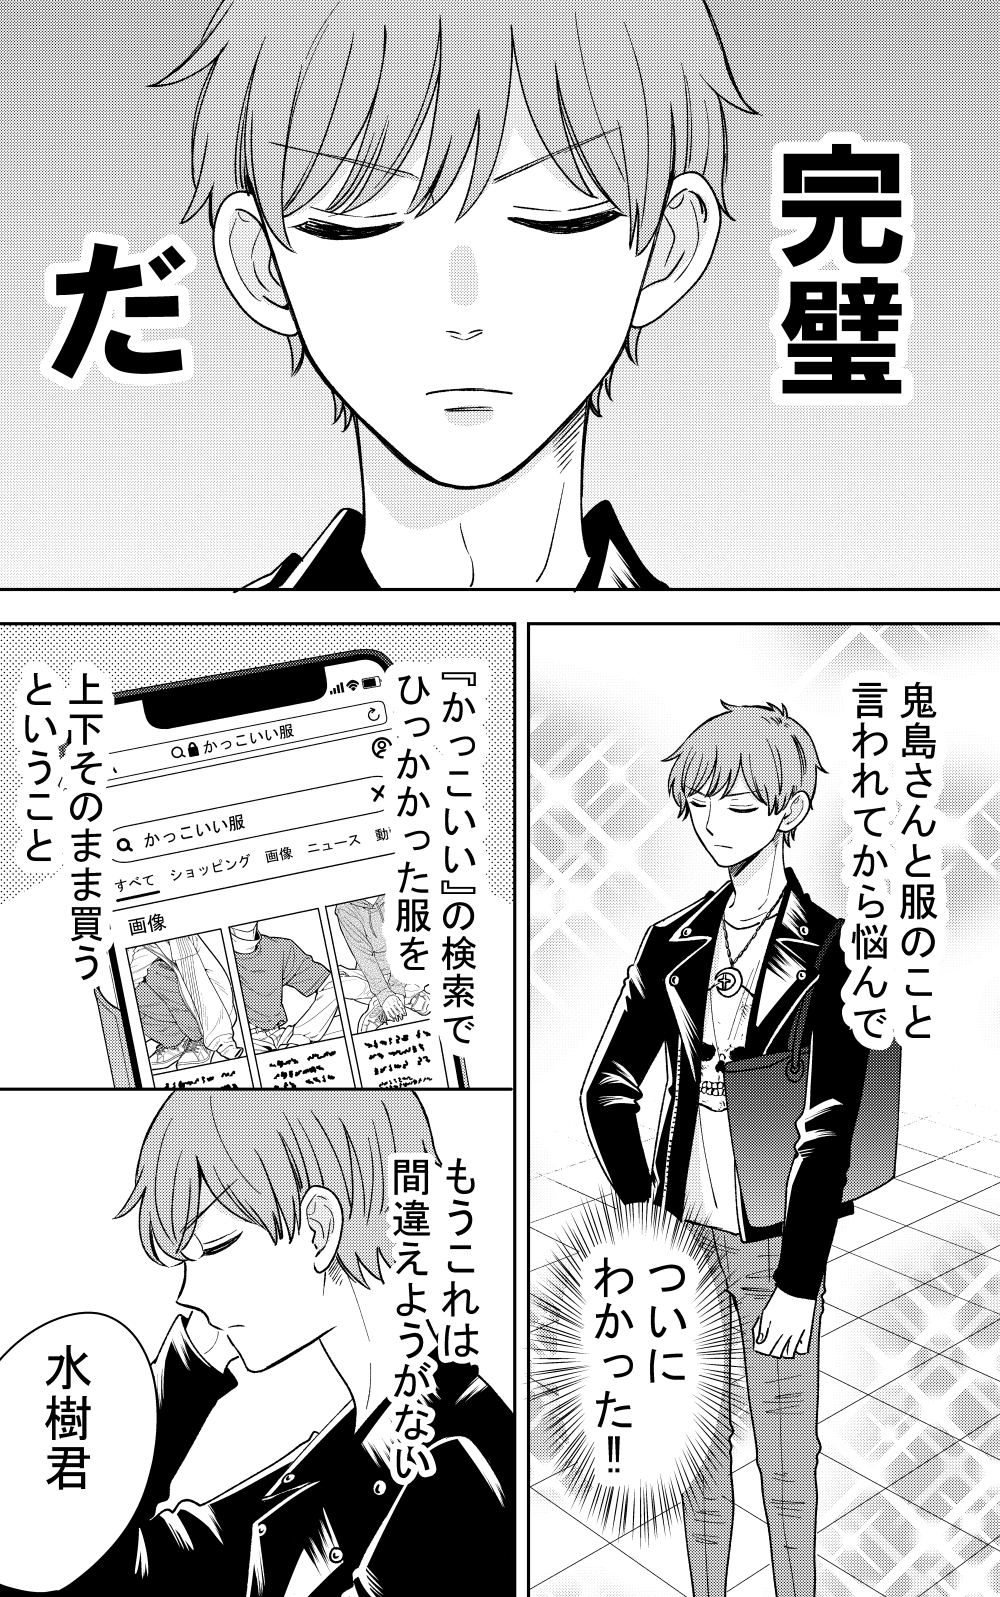 完璧
だ
鬼島さんと服のこと
言われてから悩んで
ついに
わかった!!
『かっこいい』の検索で
ひっかかった服を
上下そのまま買う
ということ
かっこいい服
かっこいい服
すべて ショッピング 画像 ニュース 動
画像
もうこれは
間違えようがない
水樹君